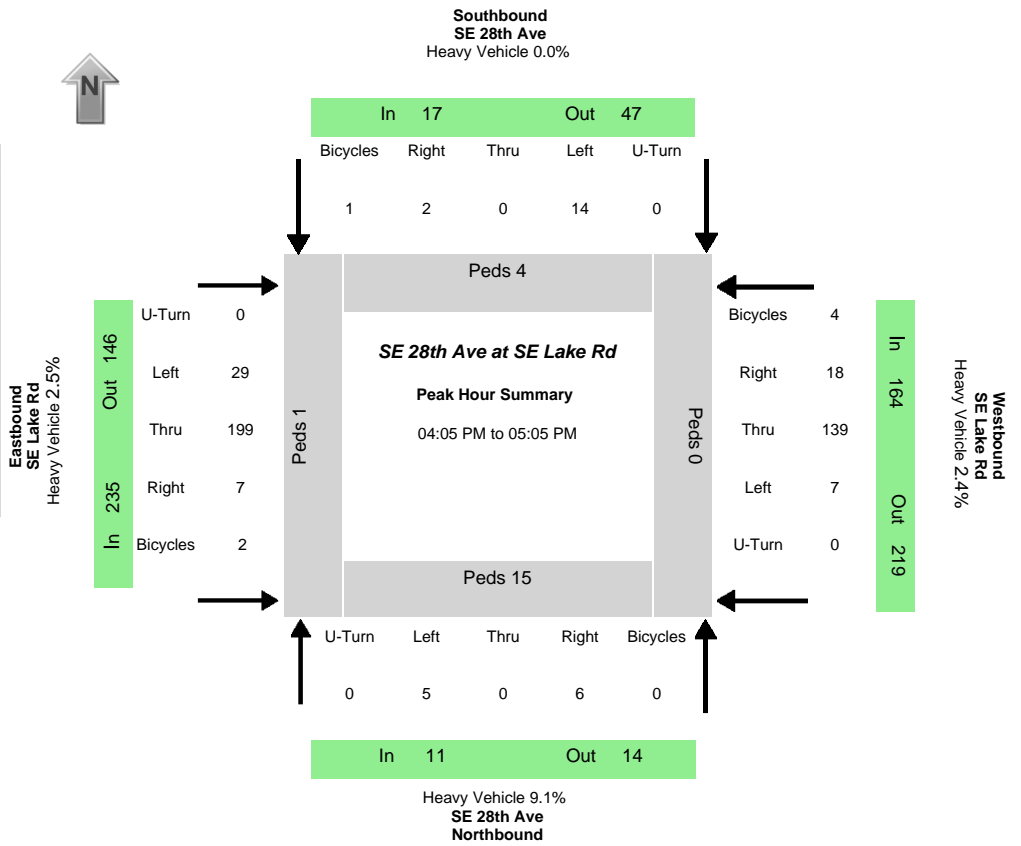 Southbound
SE 28th Ave
Heavy Vehicle 0.0%
N
In 17 Out 47
Bicycles Right Thru Left U-Turn
1 2 0 14 0
Peds 4
Eastbound
SE Lake Rd
Heavy Vehicle 2.5%
Out 146
In 235
U-Turn 0
Left 29
Thru 199
Right 7
Bicycles 2
Peds 1
SE 28th Ave at SE Lake Rd
Peak Hour Summary
04:05 PM to 05:05 PM
Peds 0
Bicycles 4
Right 18
Thru 139
Left 7
U-Turn 0
In 164
Out 219
Westbound
SE Lake Rd
Heavy Vehicle 2.4%
Peds 15
U-Turn Left Thru Right Bicycles
0 5 0 6 0
In 11 Out 14
Heavy Vehicle 9.1%
SE 28th Ave
Northbound